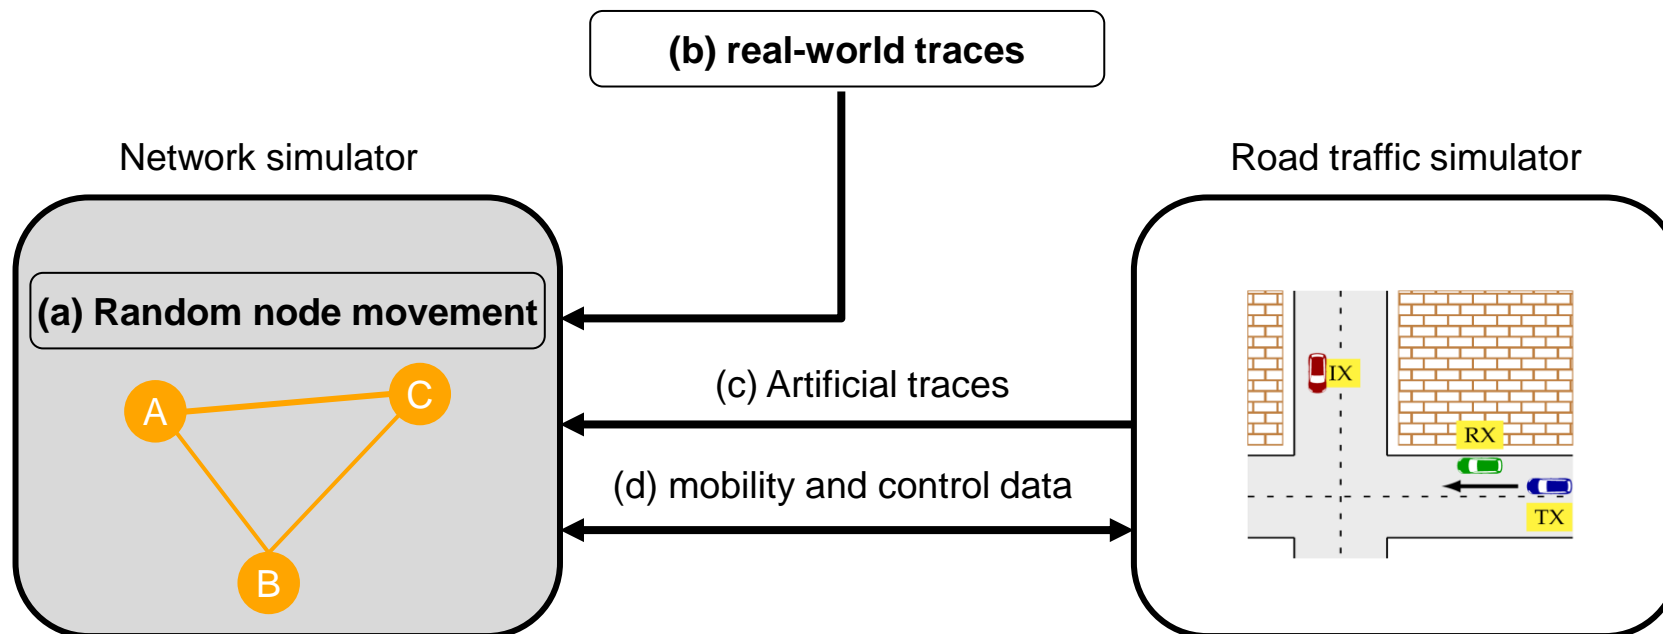 (b) real-world traces
Network simulator
Road traffic simulator
(a) Random node movement
A
C
B
(c) Artificial traces
(d) mobility and control data
IX
RX
TX